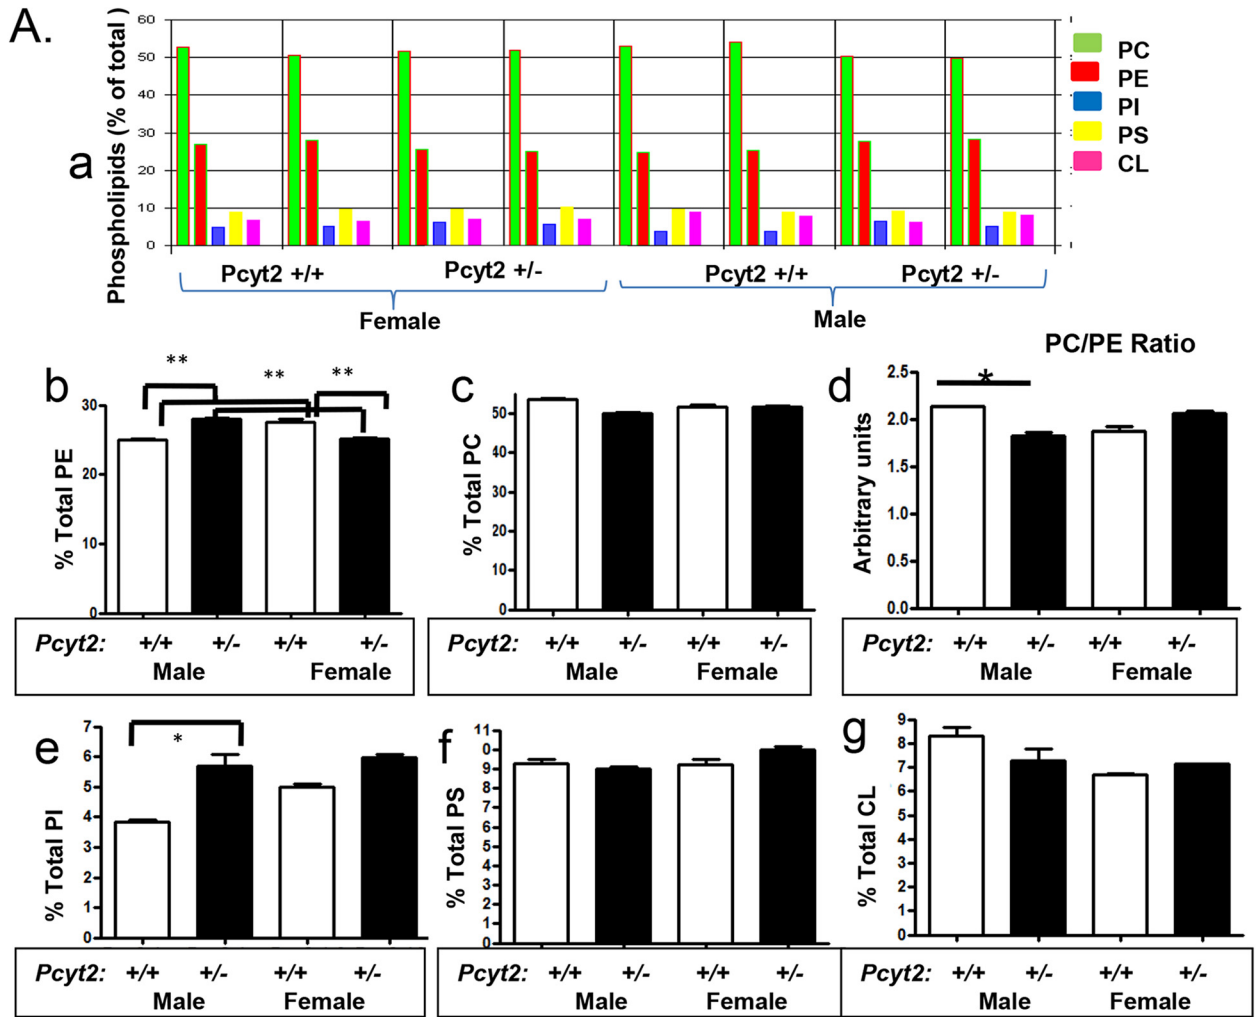 A.
a
Phospholipids (% of total )
60
50
40
30
20
10
0
PC
PE
PI
PS
CL
Pcyt2 +/+
Pcyt2 +/-
Pcyt2 +/+
Pcyt2 +/-
Female
Male
b
**
**
**
% Total PE
30
20
10
0
Pcyt2: +/+ +/- +/+ +/-
Male Female
c
% Total PC
50
40
30
50
20
10
0
Pcyt2: +/+ +/- +/+ +/-
Male Female
PC/PE Ratio
d
*
Arbitrary units
2.5
2.0
1.5
1.0
0.5
0.0
Pcyt2: +/+ +/- +/+ +/-
Male Female
e
*
% Total PI
7
6
5
4
3
2
1
0
Pcyt2: +/+ +/- +/+ +/-
Male Female
f
% Total PS
11
0
9
8
7
6
5
4
3
2
1
0
Pcyt2: +/+ +/- +/+ +/-
Male Female
g
% Total CL
9
8
7
6
5
4
3
2
1
0
Pcyt2: +/+ +/- +/+ +/-
Male Female